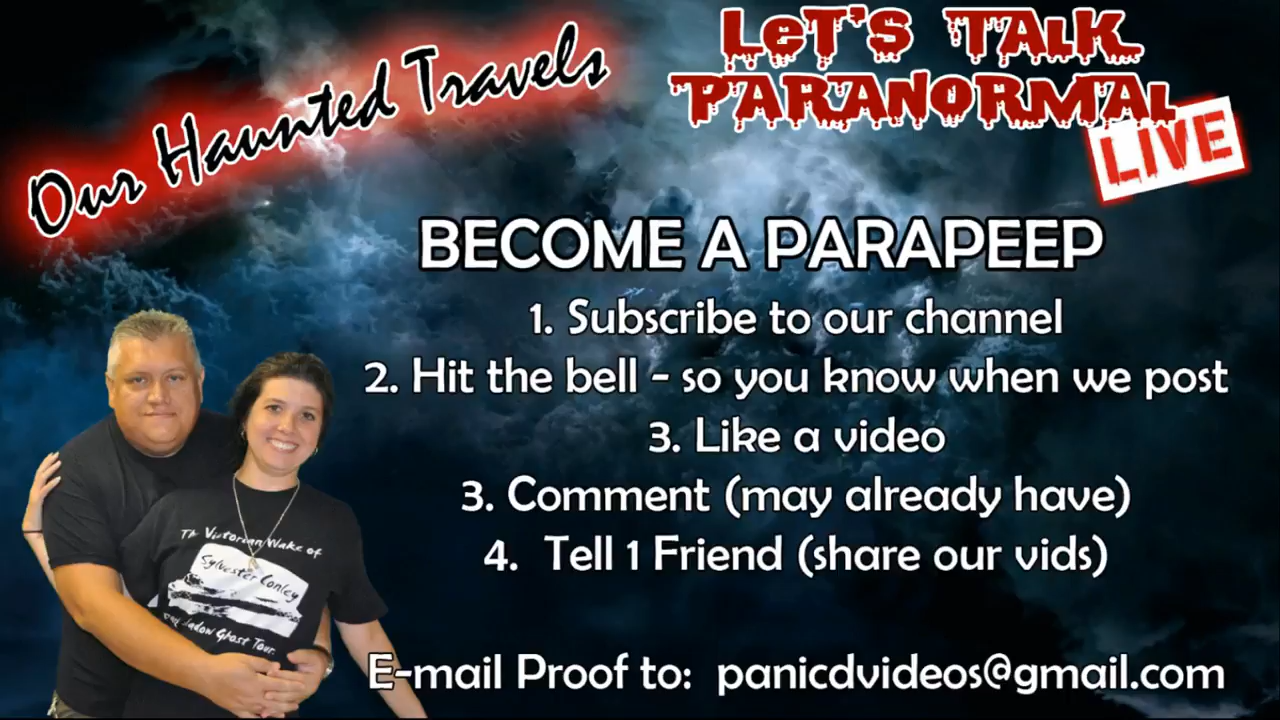 Our Haunted Travels
LeT'S TALK
PARANORMAL
LIVE
BECOME A PARAPEEP
1. Subscribe to our channel
2. Hit the bell - so you know when we post
3. Like a video
3. Comment (may already have)
4. Tell 1 Friend (share our vids)
The Victorian Wake of
Sylvester Conley
Shadow Ghost Tour.
E-mail Proof to: panicdvideos@gmail.com